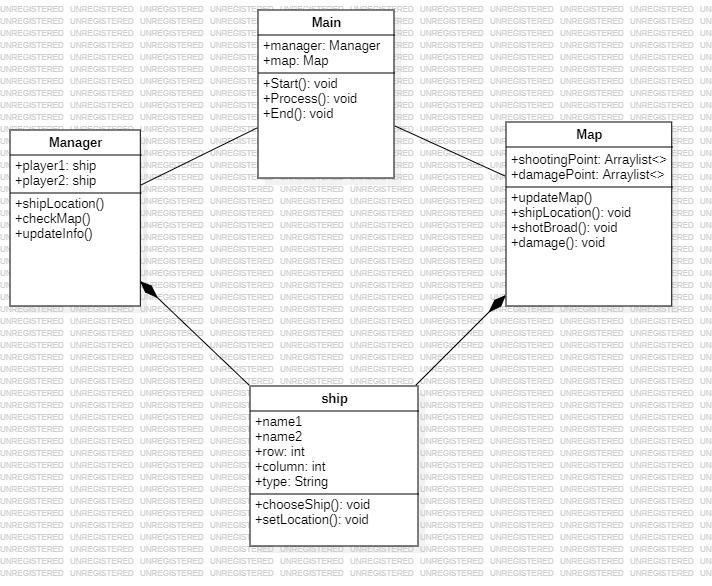 Main
+manager: Manager
+map: Map
+Start(): void
+Process(): void
+End(): void
Manager
+player1: ship
+player2: ship
+shipLocation()
+checkMap()
+updateInfo()
Map
+shootingPoint: Arraylist<>
+damagePoint: Arraylist<>
+updateMap()
+shipLocation(): void
+shotBroad(): void
+damage(): void
ship
+name1
+name2
+row: int
+column: int
+type: String
+chooseShip(): void
+setLocation(): void
UNREGISTERED